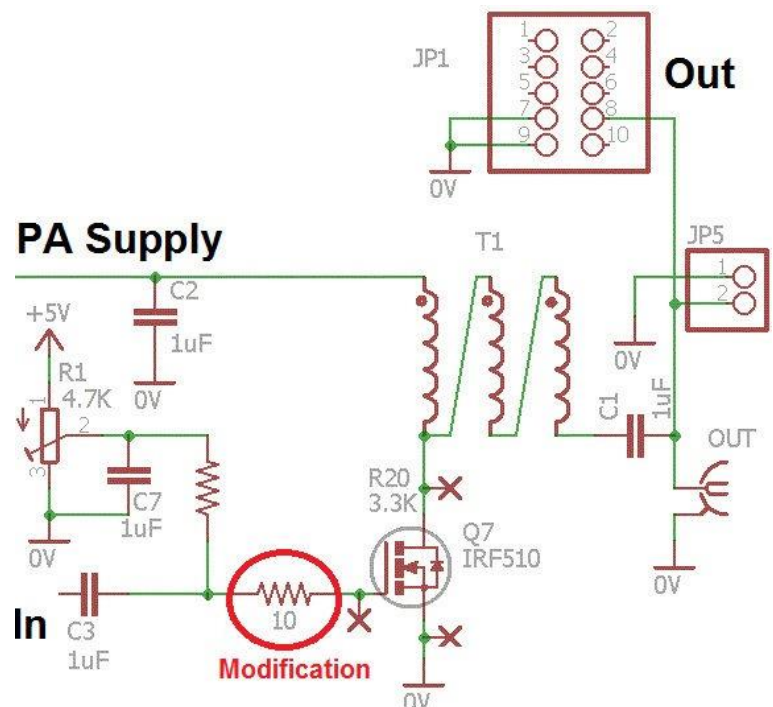 1
2
JP1
3
4
Out
5
6
7
8
9
10
0V
PA Supply
T1
JP5
1
2
C2
1uF
+5V
0V
0V
R1
4.7K
1
2
3
C1
1uF
OUT
R20
3.3K
C7
1uF
Q7
IRF510
0V
0V
In
C3
1uF
10
Modification
0V